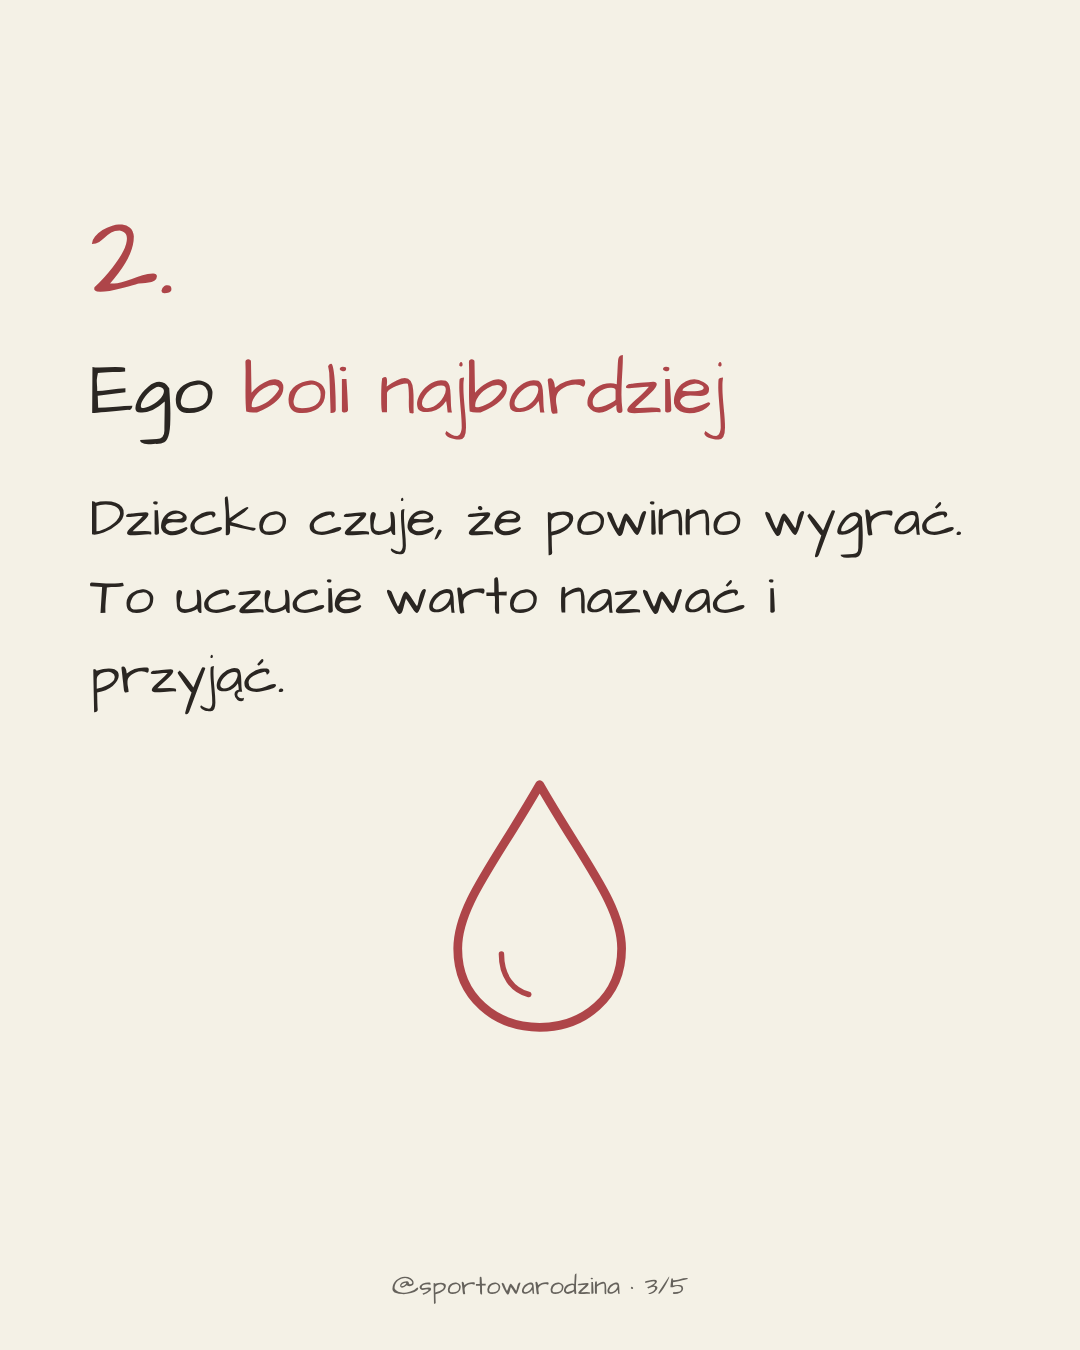 2.
Ego boli najbardziej
Dziecko czuje, że powinno wygrać.
To uczucie warto nazwać i
przyjąć.
@sportowarodzina · 3/5